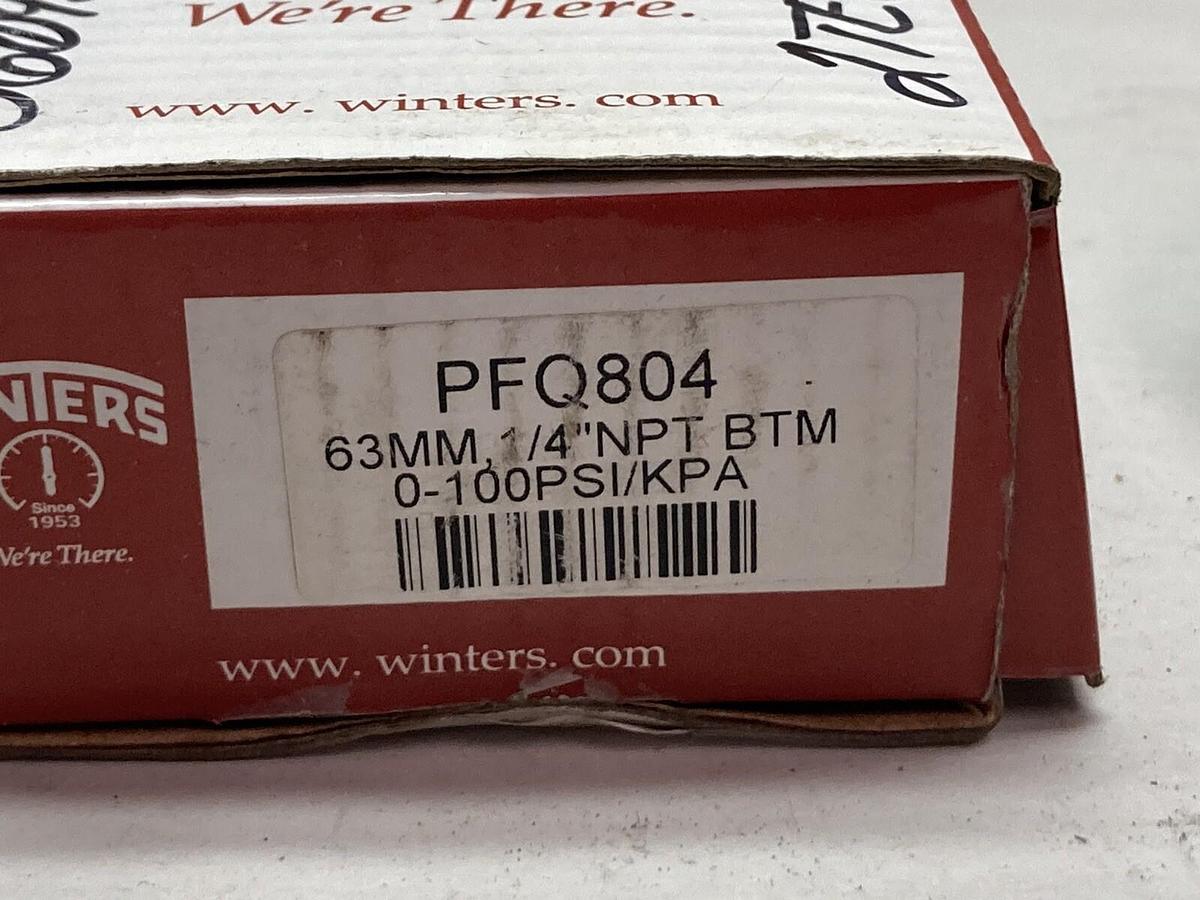 We're There.
www. winters. com
PFQ804
63MM, 1/4"NPT BTM
0-100PSI/KPA
NTERS
Since
1953
We're There.
www. winters. com